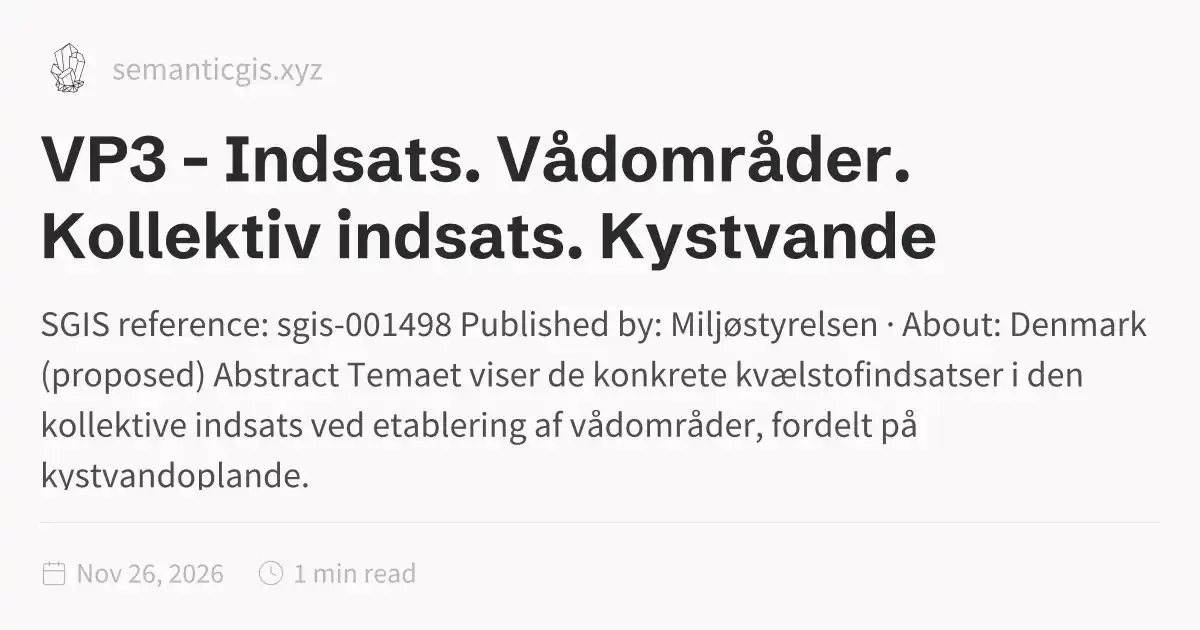 semanticgis.xyz
VP3 - Indsats. Vådområder.
Kollektiv indsats. Kystvande
SGIS reference: sgis-001498 Published by: Miljøstyrelsen · About: Denmark
(proposed) Abstract Temaet viser de konkrete kvælstofindsatser i den
kollektive indsats ved etablering af vådområder, fordelt på
kystvandoplande.
Nov 26, 2026
1 min read